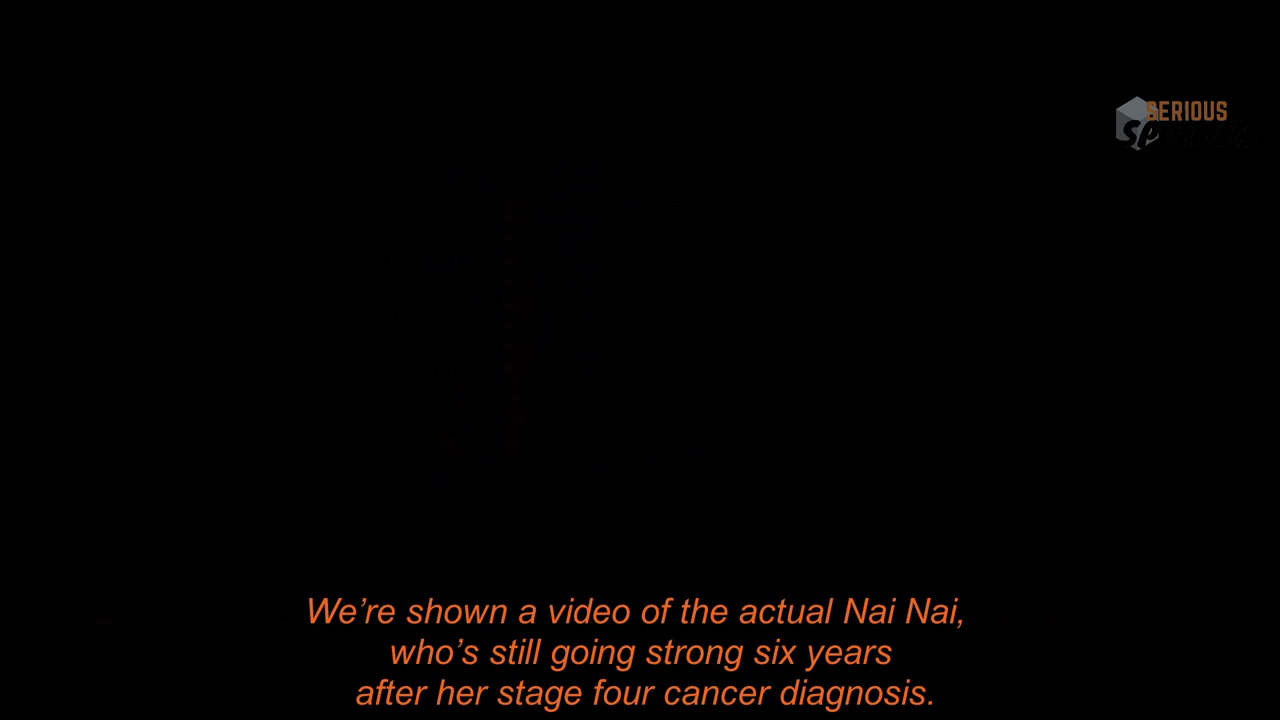 SERIOUS
We’re shown a video of the actual Nai Nai,
who’s still going strong six years
after her stage four cancer diagnosis.